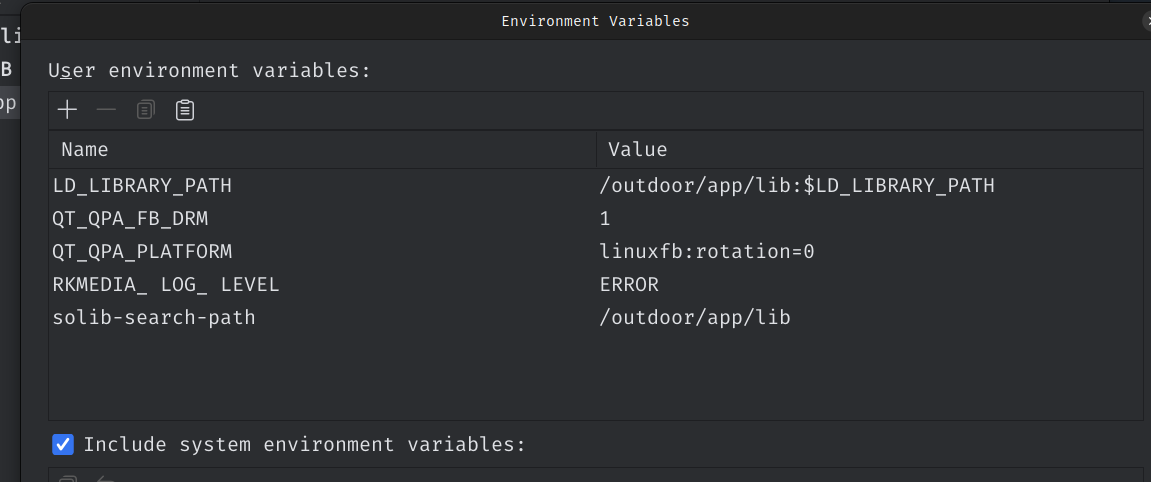 Environment Variables
li
User environment variables:
B
op
Name Value
LD_LIBRARY_PATH /outdoor/app/lib:$LD_LIBRARY_PATH
QT_QPA_FB_DRM 1
QT_QPA_PLATFORM linuxfb:rotation=0
RKMEDIA_ LOG_ LEVEL ERROR
solib-search-path /outdoor/app/lib
Include system environment variables: